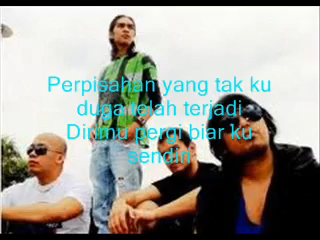 Perpisahan yang tak ku
duga telah terjadi
Dirimu pergi biar ku
sendiri